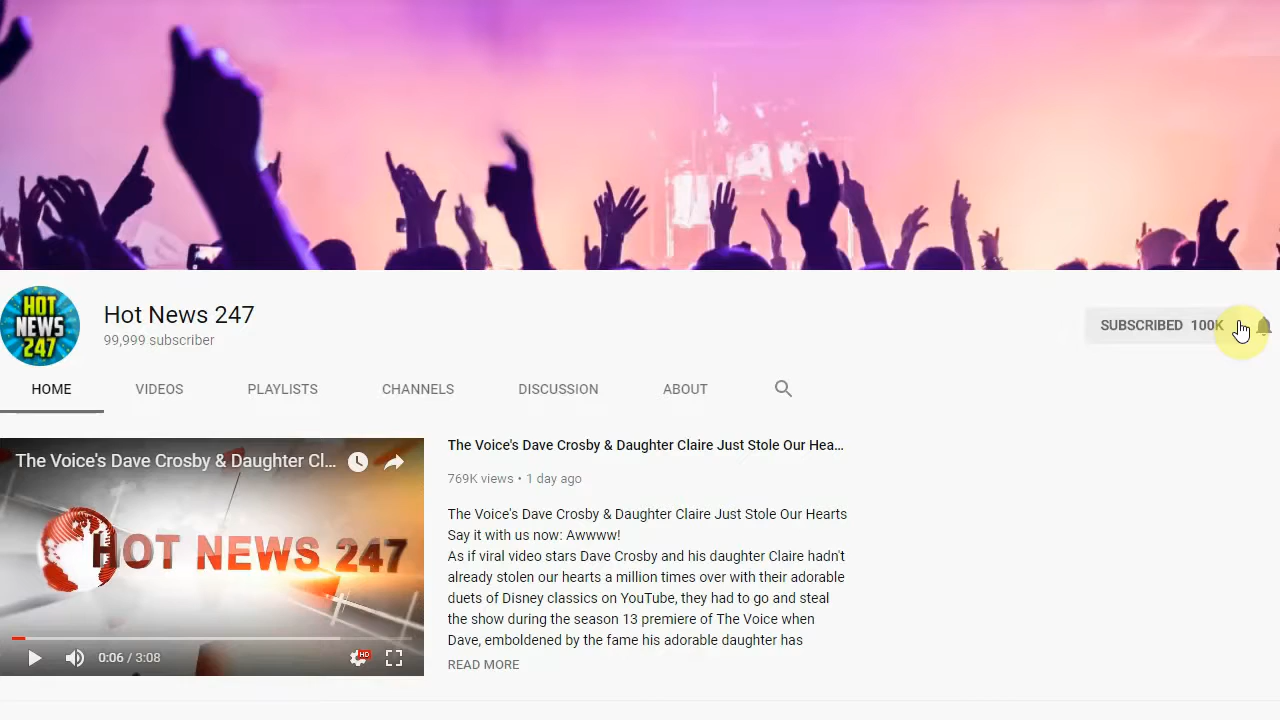 HOT
NEWS
247
Hot News 247
99,999 subscriber
SUBSCRIBED 100K
HOME
VIDEOS
PLAYLISTS
CHANNELS
DISCUSSION
ABOUT
The Voice's Dave Crosby & Daughter Cl...
HOT NEWS 247
HD
0:06 / 3:08
The Voice's Dave Crosby & Daughter Claire Just Stole Our Hea...
769K views • 1 day ago
The Voice's Dave Crosby & Daughter Claire Just Stole Our Hearts
Say it with us now: Awwww!
As if viral video stars Dave Crosby and his daughter Claire hadn't
already stolen our hearts a million times over with their adorable
duets of Disney classics on YouTube, they had to go and steal
the show during the season 13 premiere of The Voice when
Dave, emboldened by the fame his adorable daughter has
READ MORE